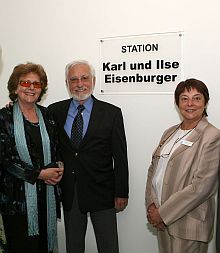 STATION
Karl und Ilse
Eisenburger